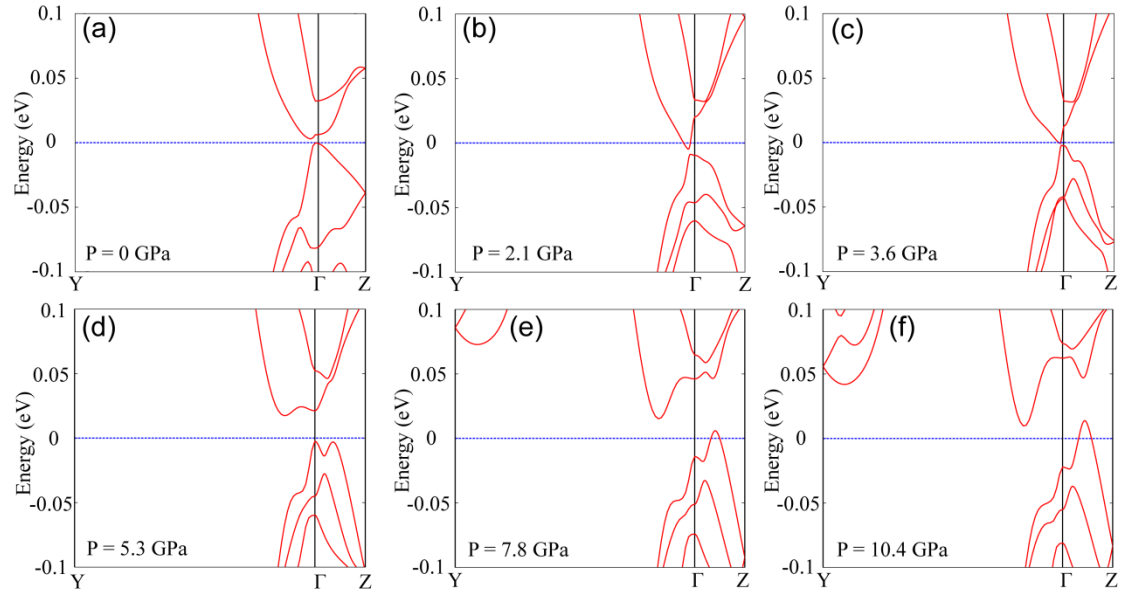 (a)
0.1
0.05
0
-0.05
-0.1
Energy (eV)
P = 0 GPa
Y
Γ
Z
(b)
0.1
0.05
0
-0.05
-0.1
Energy (eV)
P = 2.1 GPa
Y
Γ
Z
(c)
0.1
0.05
0
-0.05
-0.1
Energy (eV)
P = 3.6 GPa
Y
Γ
Z
(d)
0.1
0.05
0
-0.05
-0.1
Energy (eV)
P = 5.3 GPa
Y
Γ
Z
(e)
0.1
0.05
0
-0.05
-0.1
Energy (eV)
P = 7.8 GPa
Y
Γ
Z
(f)
0.1
0.05
0
-0.05
-0.1
Energy (eV)
P = 10.4 GPa
Y
Γ
Z